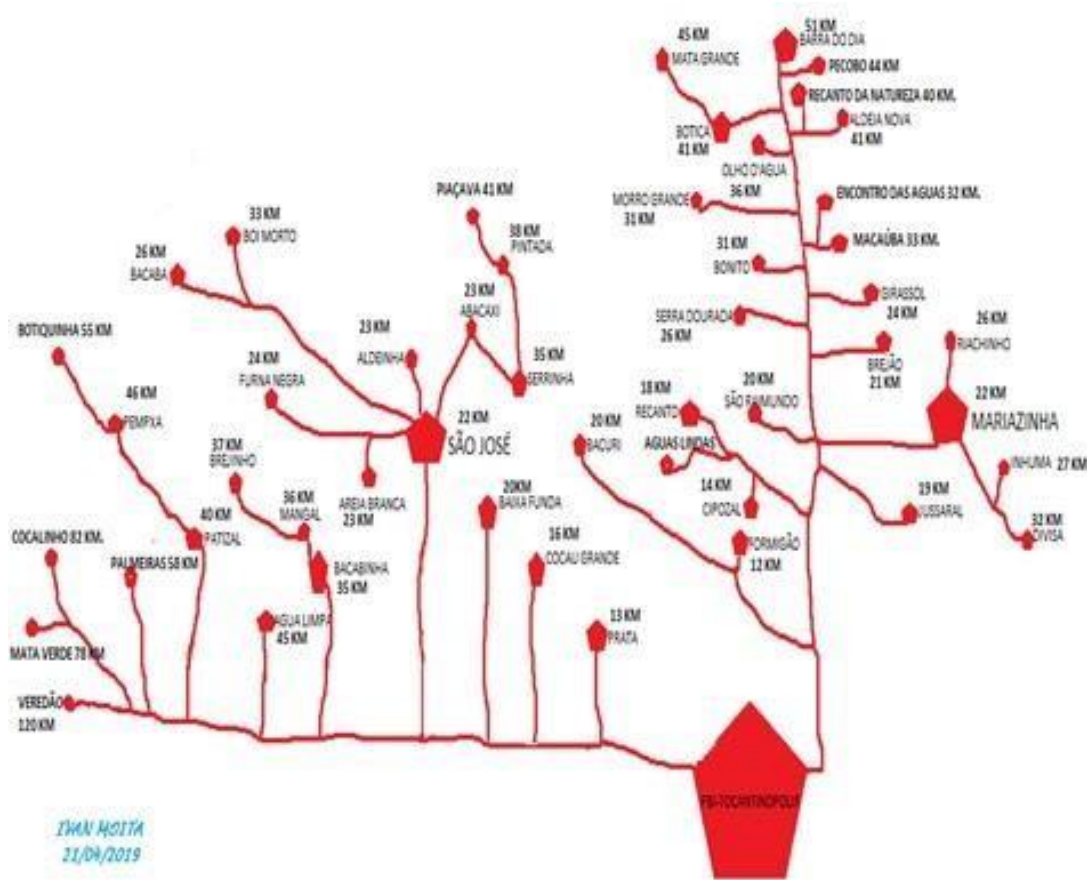 51 KM
BARRA DO DIA
45 KM
MATA GRANDE
PECOBO 44 KM
RECANTO DA NATUREZA 40 KM.
ALDEIA NOVA
41 KM
BOTICA
41 KM
OLHO D'AGUA
36 KM
MORRO GRANDE
31 KM
ENCONTRO DAS AGUAS 32 KM.
MACAÚBA 33 KM.
31 KM
BONITO
GIRASSOL
24 KM
SERRA DOURADA
26 KM
BREJÃO
21 KM
26 KM
RIACHINHO
PIAÇAVA 41 KM
38 KM
PINTADA
33 KM
BOI MORTO
26 KM
BACABA
23 KM
ABACAXI
23 KM
ALDEINHA
35 KM
SERRINHA
BOTIQUINHA 55 KM
24 KM
FURNA NEGRA
18 KM
RECANTO
20 KM
SÃO RAIMUNDO
22 KM
MARIAZINHA
46 KM
22 KM
SÃO JOSÉ
20 KM
BACURI
AGUAS LINDAS
INHUMA 27 KM
37 KM
BREJINHO
AREIA BRANCA
23 KM
36 KM
MANGAL
20KM
BAIXA FUNDA
14 KM
CIPOZAL
19 KM
JUSSARAL
32 KM
DIVISA
40 KM
PATIZAL
COCALINHO 82 KM.
PALMEIRAS 58 KM
BACABINHA
35 KM
16 KM
COCAU GRANDE
FORMIGÃO
12 KM
AGUA LIMPA
45 KM
13 KM
PRATA
MATA VERDE 78 KM
VEREDÃO
120 KM
IVAN MOITA
21/04/2019